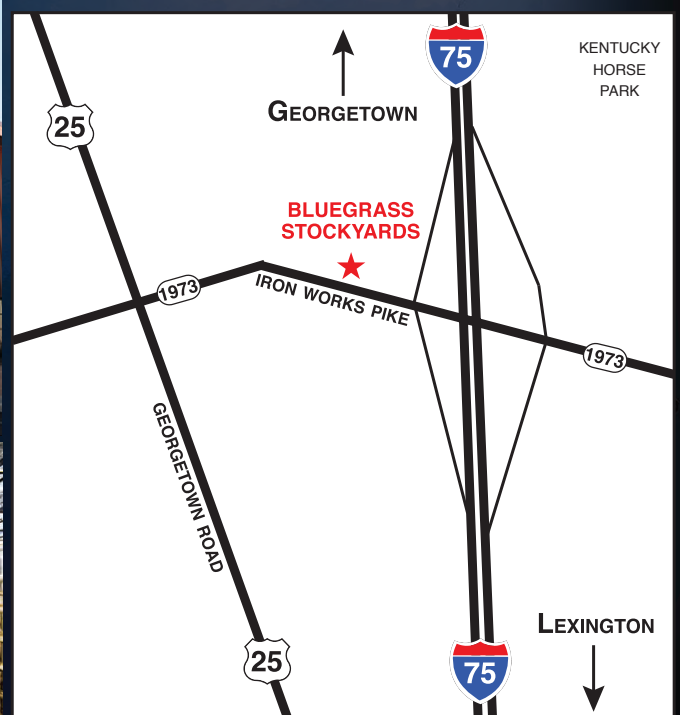 75
KENTUCKY
HORSE
PARK
GEORGETOWN
25
BLUEGRASS
STOCKYARDS
1973
IRON WORKS PIKE
1973
GEORGETOWN ROAD
LEXINGTON
25
75